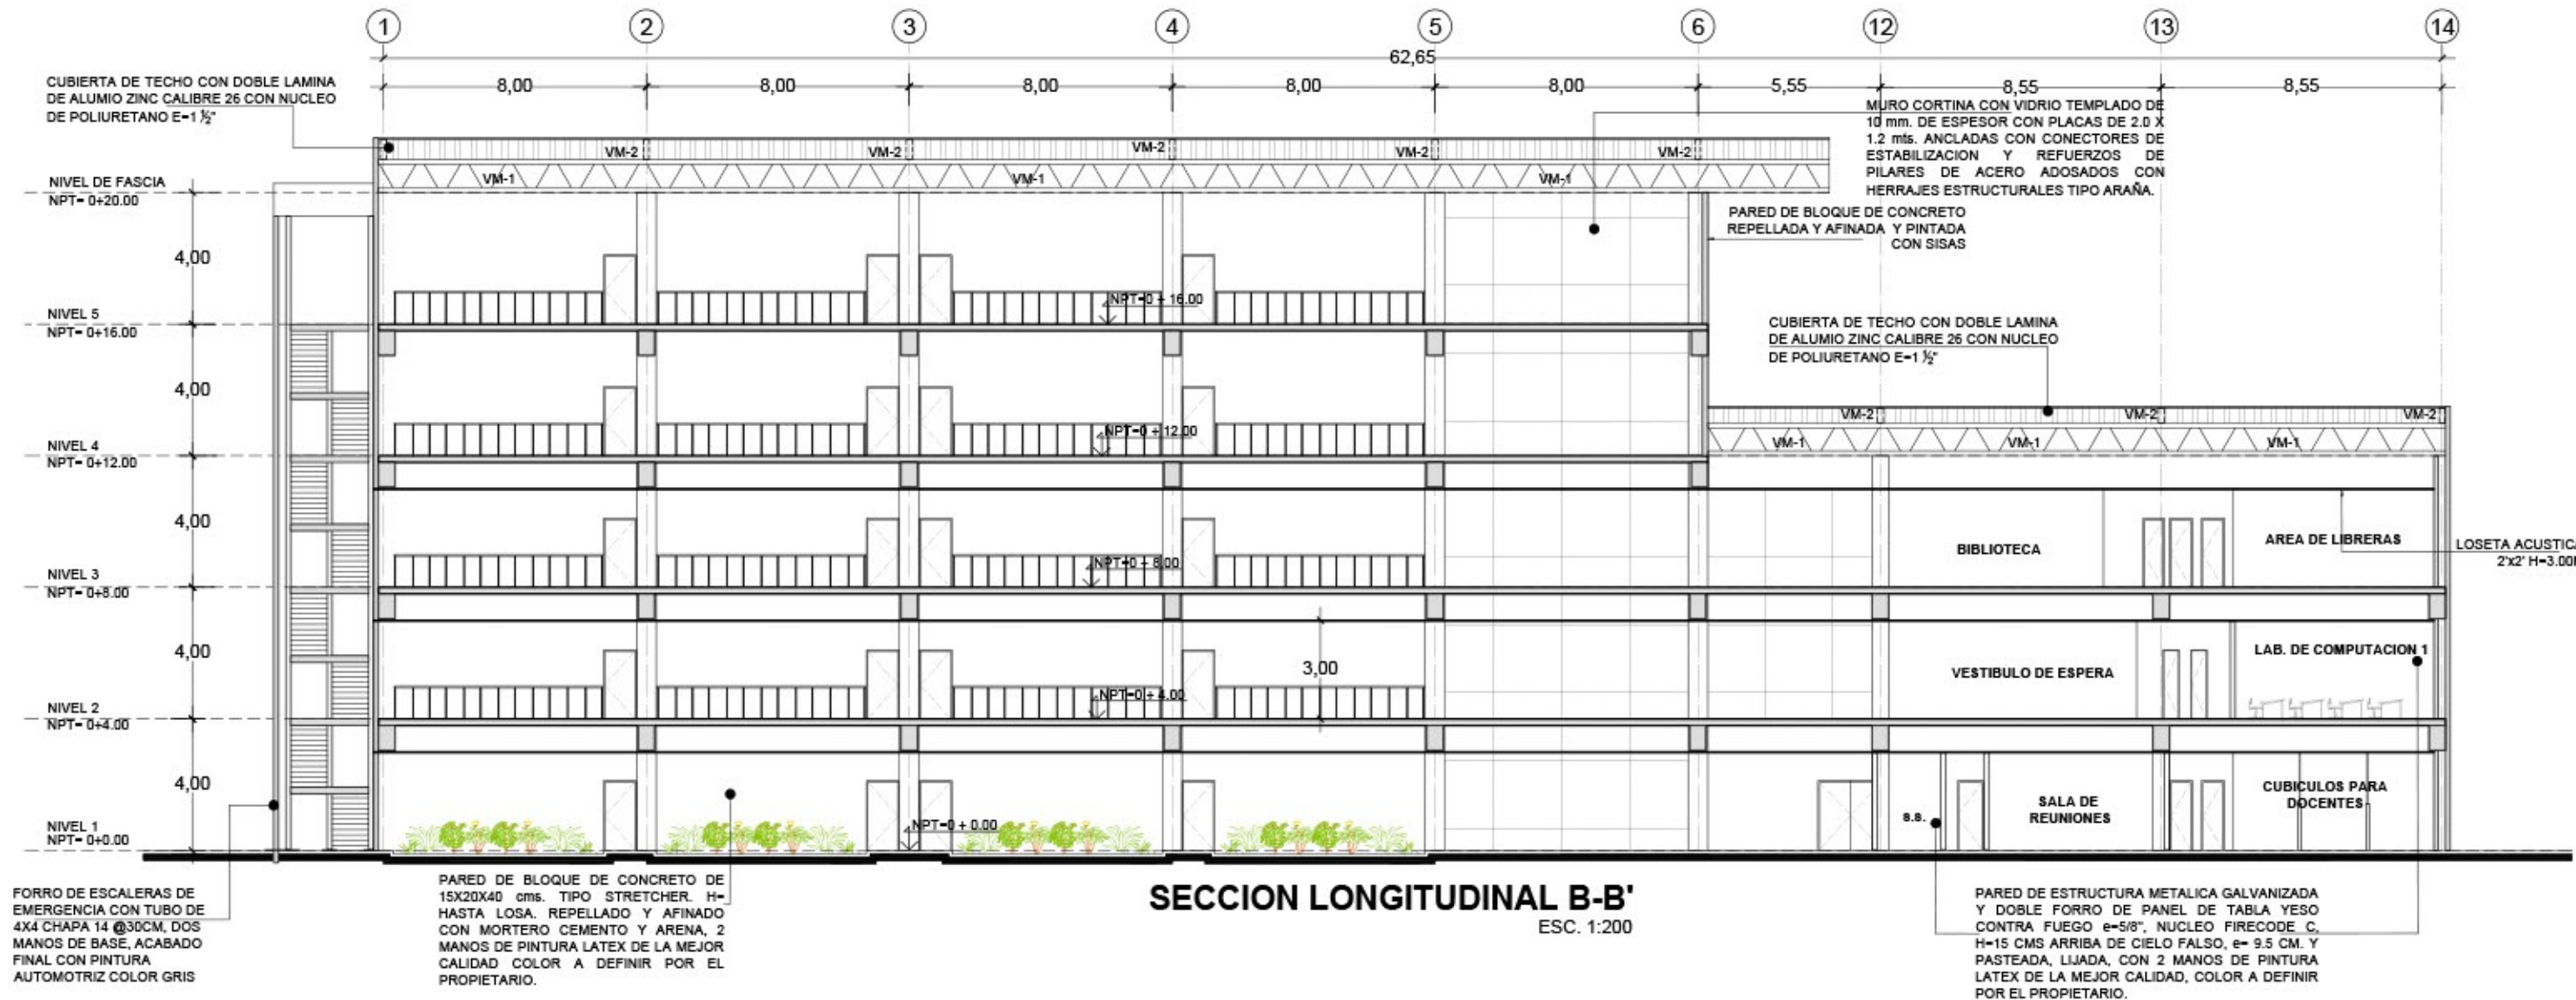 1 2 3 4 5 6 12 13 14
62,65
8,00 8,00 8,00 8,00 8,00 5,55 8,55 8,55
CUBIERTA DE TECHO CON DOBLE LAMINA
DE ALUMIO ZINC CALIBRE 26 CON NUCLEO
DE POLIURETANO E=1 ½"
MURO CORTINA CON VIDRIO TEMPLADO DE
10 mm. DE ESPESOR CON PLACAS DE 2.0 X
1.2 mts. ANCLADAS CON CONECTORES DE
ESTABILIZACION Y REFUERZOS DE
PILARES DE ACERO ADOSADOS CON
HERRAJES ESTRUCTURALES TIPO ARAÑA.
VM-2 VM-2 VM-2 VM-2 VM-2
VM-1 VM-1 VM-1
NIVEL DE FASCIA
NPT= 0+20.00
PARED DE BLOQUE DE CONCRETO
REPELLADA Y AFINADA Y PINTADA
CON SISAS
4,00
NPT=0 + 16.00
NIVEL 5
NPT= 0+16.00
CUBIERTA DE TECHO CON DOBLE LAMINA
DE ALUMIO ZINC CALIBRE 26 CON NUCLEO
DE POLIURETANO E=1 ½"
4,00
VM-2 VM-2 VM-2
VM-1 VM-1 VM-1
NPT=0 + 12.00
NIVEL 4
NPT= 0+12.00
4,00
BIBLIOTECA
AREA DE LIBRERAS
LOSETA ACUSTICA
2'x2' H=3.00
NPT=0 + 8.00
NIVEL 3
NPT= 0+8.00
4,00
3,00
VESTIBULO DE ESPERA
LAB. DE COMPUTACION 1
NPT=0 + 4.00
NIVEL 2
NPT= 0+4.00
4,00
S.S.
SALA DE
REUNIONES
CUBICULOS PARA
DOCENTES
NPT=0 + 0.00
NIVEL 1
NPT= 0+0.00
FORRO DE ESCALERAS DE
EMERGENCIA CON TUBO DE
4X4 CHAPA 14 @30CM, DOS
MANOS DE BASE, ACABADO
FINAL CON PINTURA
AUTOMOTRIZ COLOR GRIS
PARED DE BLOQUE DE CONCRETO DE
15X20X40 cms. TIPO STRETCHER. H=
HASTA LOSA. REPELLADO Y AFINADO
CON MORTERO CEMENTO Y ARENA, 2
MANOS DE PINTURA LATEX DE LA MEJOR
CALIDAD COLOR A DEFINIR POR EL
PROPIETARIO.
SECCION LONGITUDINAL B-B'
ESC. 1:200
PARED DE ESTRUCTURA METALICA GALVANIZADA
Y DOBLE FORRO DE PANEL DE TABLA YESO
CONTRA FUEGO e=5/8", NUCLEO FIRECODE C,
H=15 CMS ARRIBA DE CIELO FALSO, e= 9.5 CM. Y
PASTEADA, LIJADA, CON 2 MANOS DE PINTURA
LATEX DE LA MEJOR CALIDAD, COLOR A DEFINIR
POR EL PROPIETARIO.